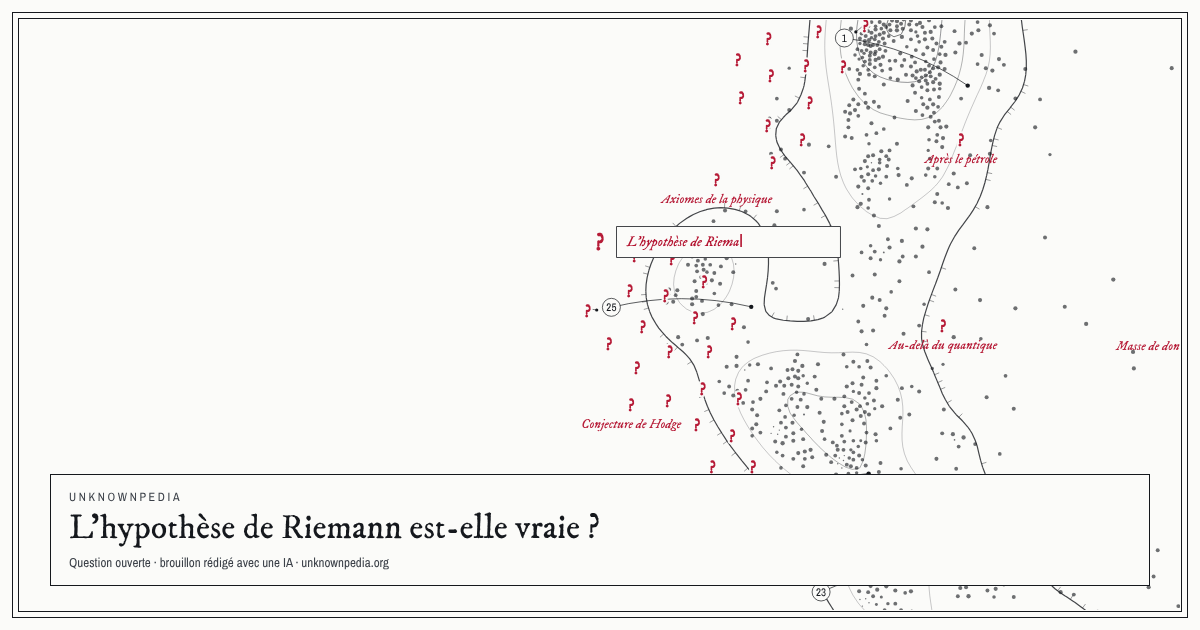 1
Après le pétrole
Axiomes de la physique
? L'hypothèse de Riema
25
Au-delà du quantique
Masse de don
Conjecture de Hodge
UNKNOWNPEDIA
L'hypothèse de Riemann est-elle vraie ?
Question ouverte · brouillon rédigé avec une IA · unknownpedia.org
23